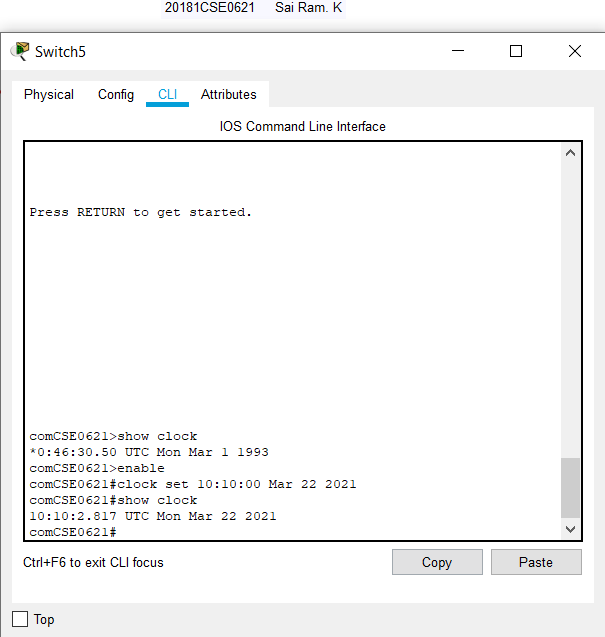 20181CSE0621 Sai Ram. K
Switch5
Physical Config CLI Attributes
IOS Command Line Interface
Press RETURN to get started.
comCSE0621>show clock
*0:46:30.50 UTC Mon Mar 1 1993
comCSE0621>enable
comCSE0621#clock set 10:10:00 Mar 22 2021
comCSE0621#show clock
10:10:2.817 UTC Mon Mar 22 2021
comCSE0621#
Ctrl+F6 to exit CLI focus Copy Paste
Top